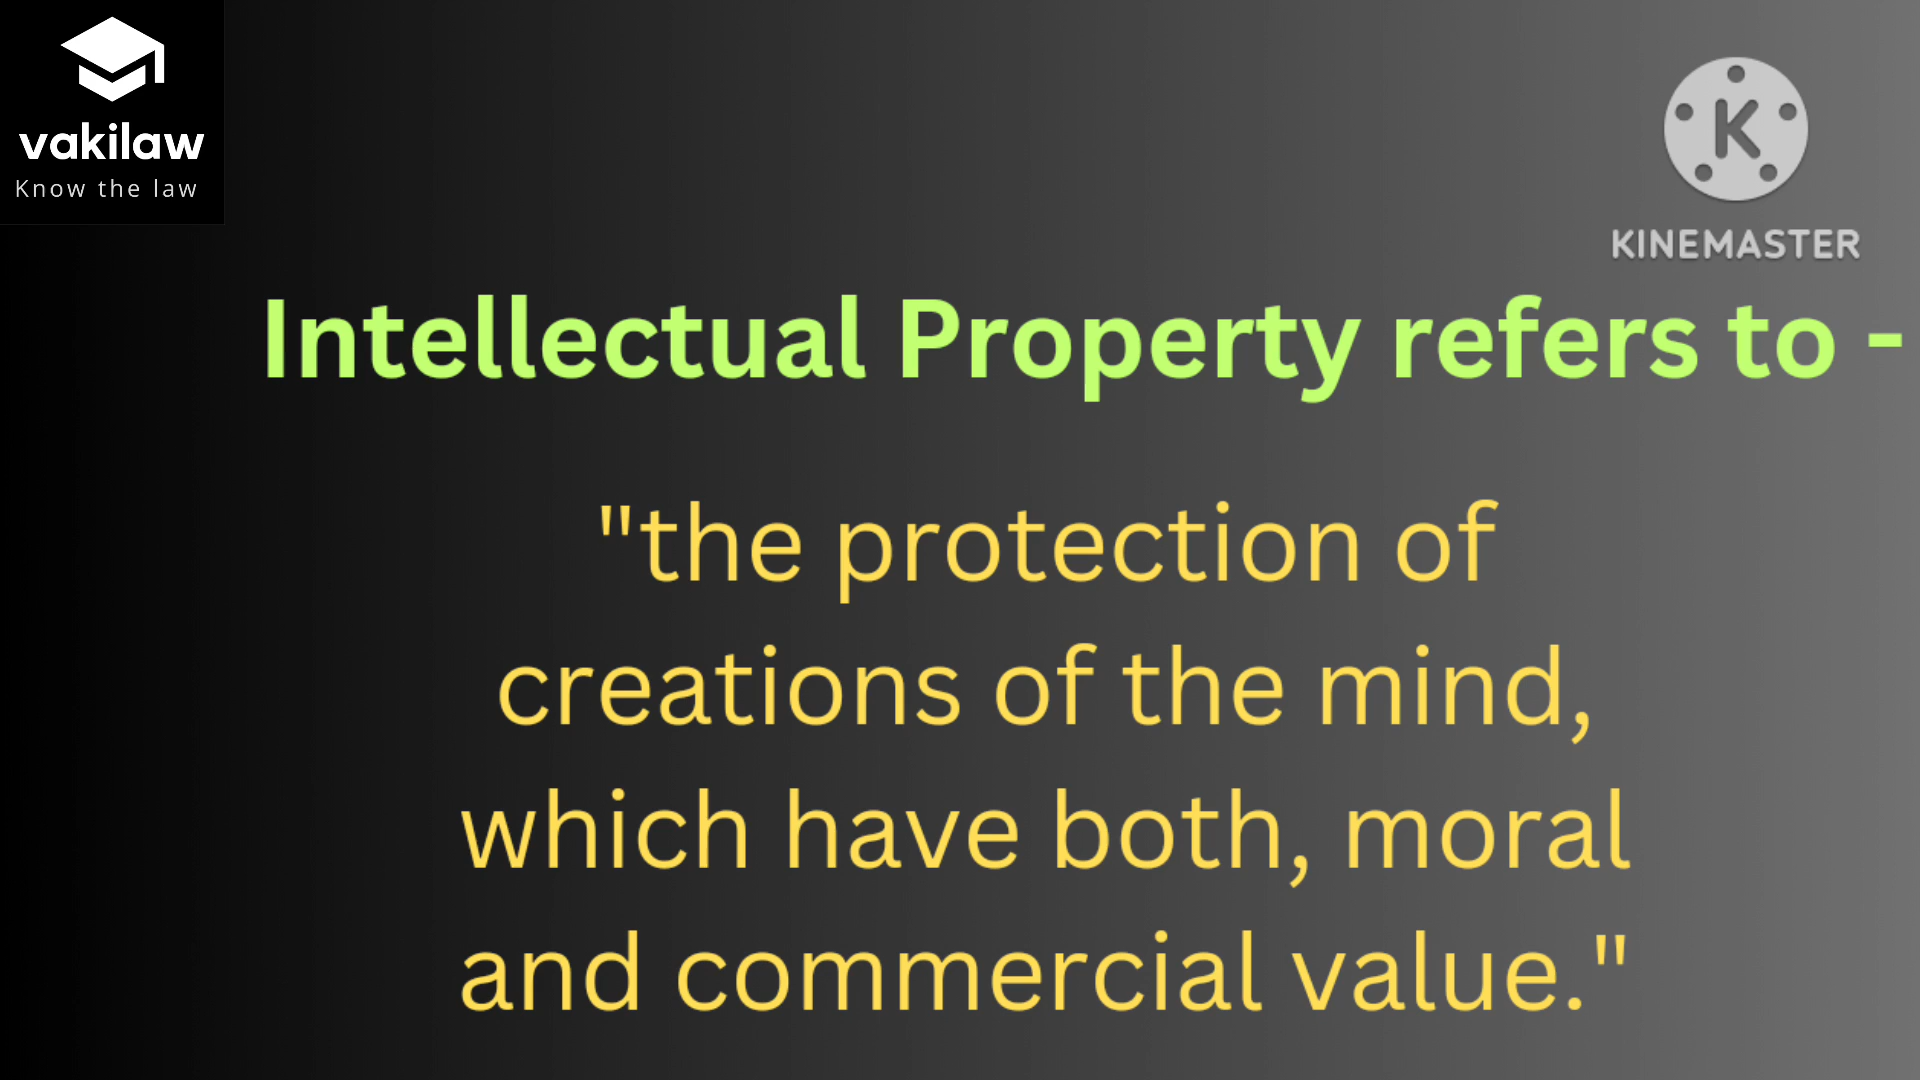 vakilaw
Know the law
K
KINEMASTER
Intellectual Property refers to -
"the protection of
creations of the mind,
which have both, moral
and commercial value."